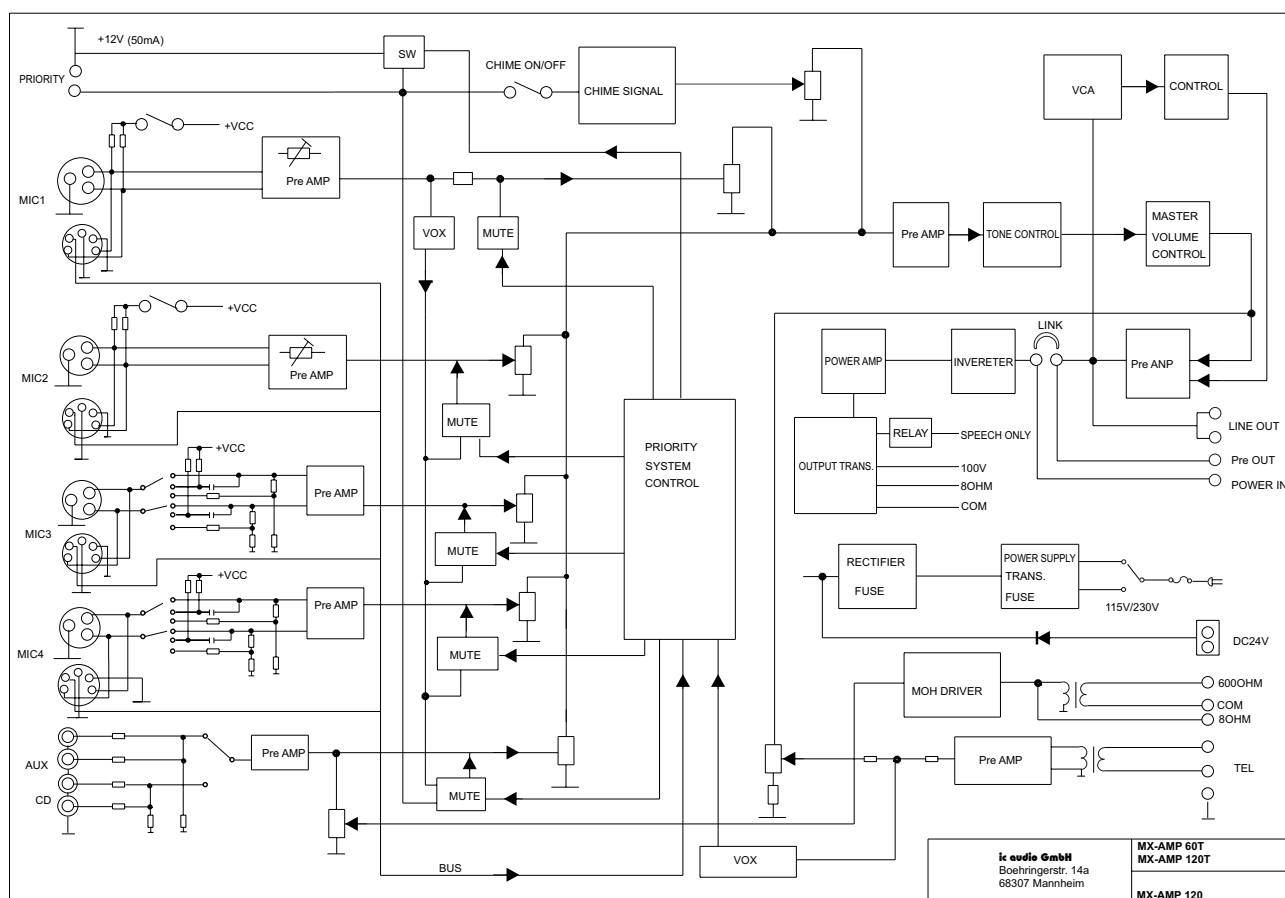 +12V (50mA)
SW
PRIORITY
CHIME ON/OFF
CHIME SIGNAL
VCA
CONTROL
+VCC
Pre AMP
MIC1
VOX
MUTE
Pre AMP
TONE CONTROL
MASTER
VOLUME
CONTROL
+VCC
Pre AMP
MIC2
MUTE
LINK
POWER AMP
INVERETER
Pre ANP
LINE OUT
Pre OUT
POWER IN
OUTPUT TRANS.
RELAY
SPEECH ONLY
100V
8OHM
COM
PRIORITY
SYSTEM
CONTROL
+VCC
Pre AMP
MIC3
MUTE
RECTIFIER
FUSE
POWER SUPPLY
TRANS.
FUSE
115V/230V
DC24V
+VCC
Pre AMP
MIC4
MUTE
MOH DRIVER
600OHM
COM
8OHM
AUX
CD
Pre AMP
MUTE
Pre AMP
TEL
BUS
VOX
ic audio GmbH
Boehringerstr. 14a
68307 Mannheim
MX-AMP 60T
MX-AMP 120T
MX-AMP 120